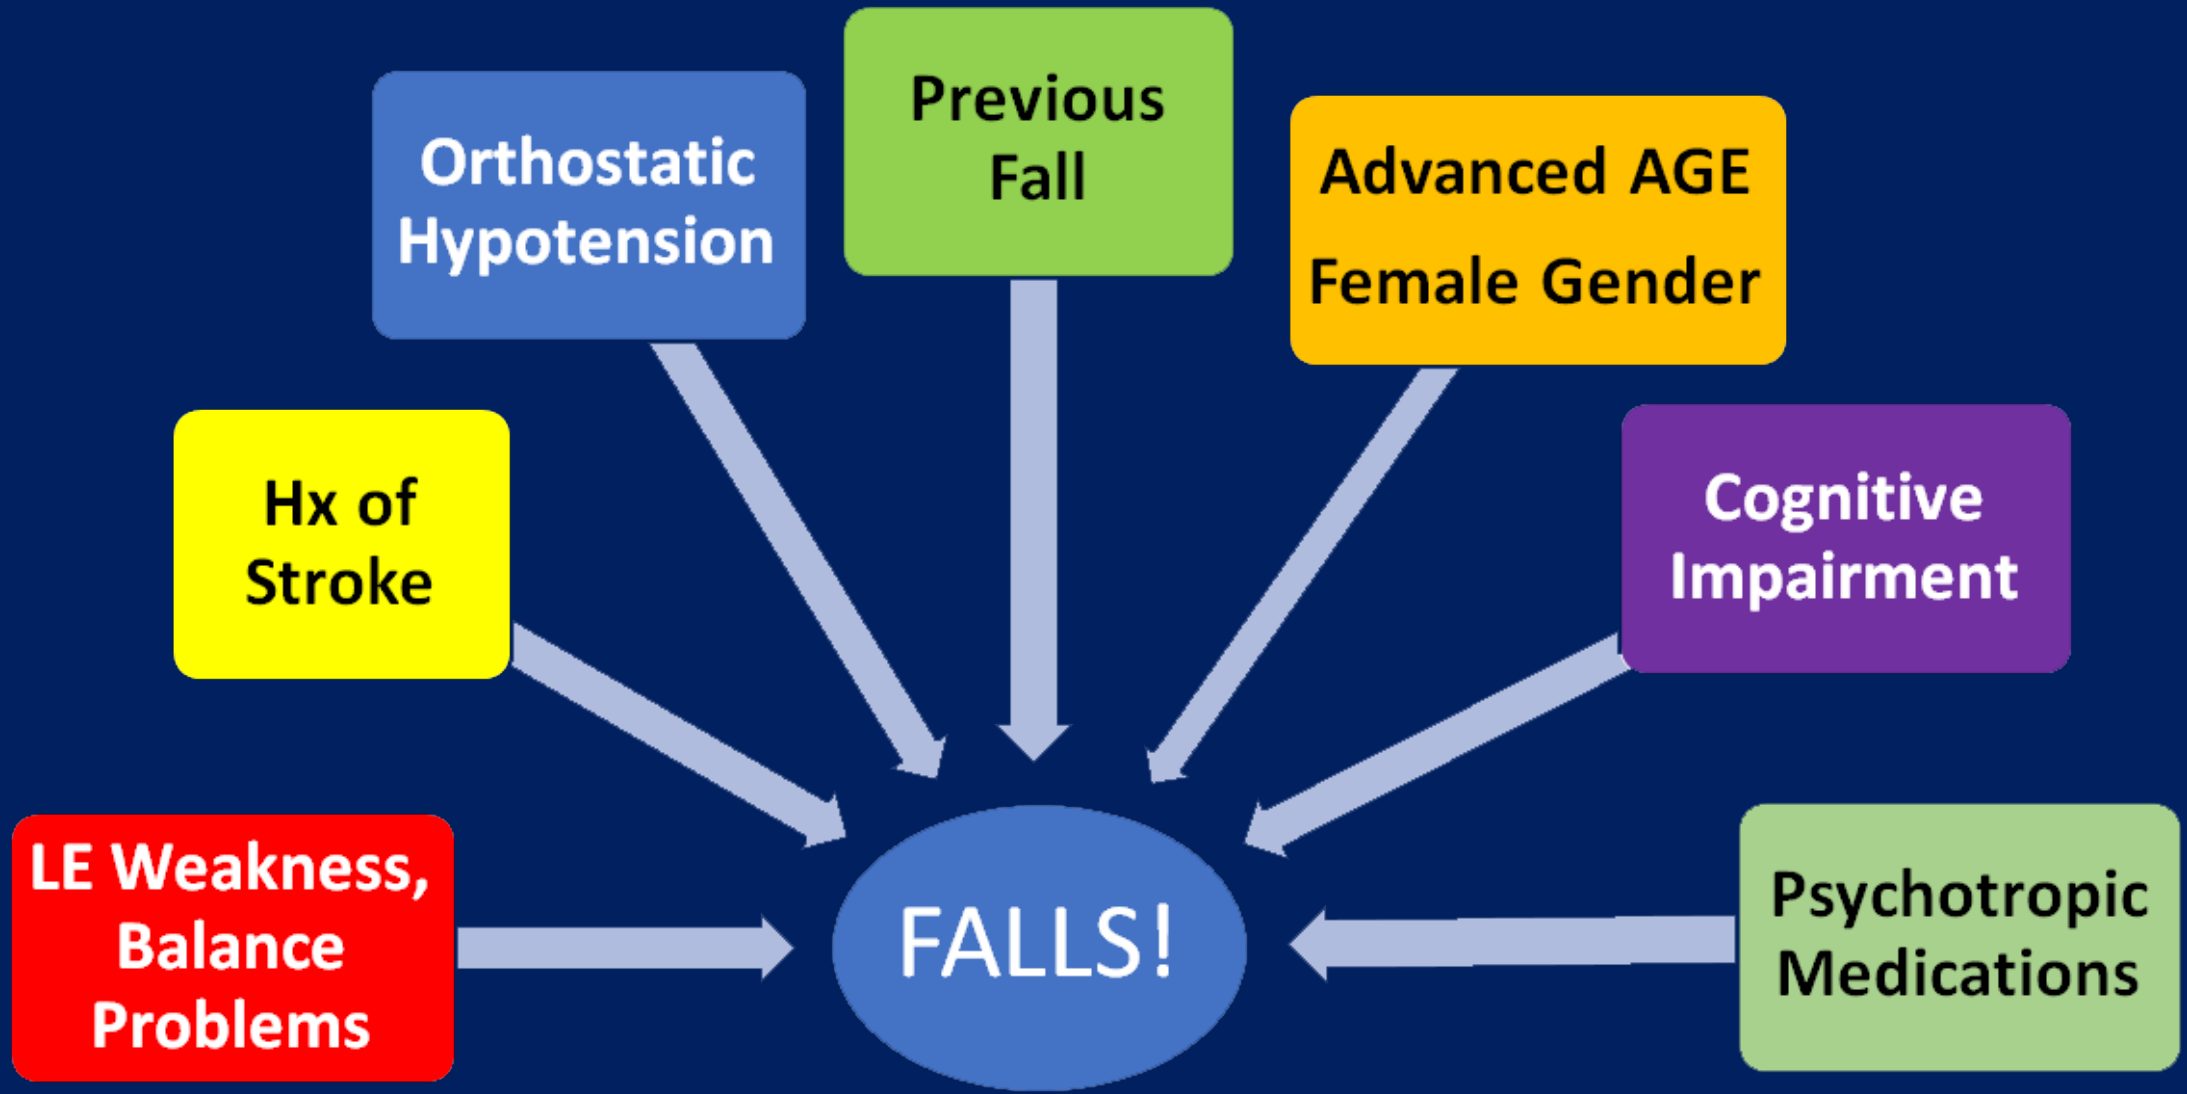 Previous
Fall
Orthostatic
Hypotension
Advanced AGE
Female Gender
Hx of
Stroke
Cognitive
Impairment
LE Weakness,
Balance
Problems
FALLS!
Psychotropic
Medications